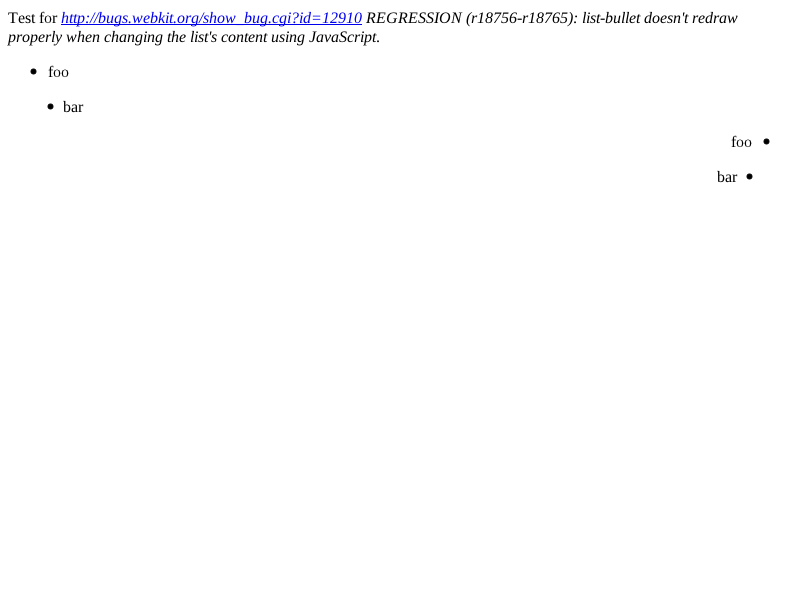 Test for http://bugs.webkit.org/show_bug.cgi?id=12910 REGRESSION (r18756-r18765): list-bullet doesn't redraw
properly when changing the list's content using JavaScript.
• foo
• bar
foo •
bar •